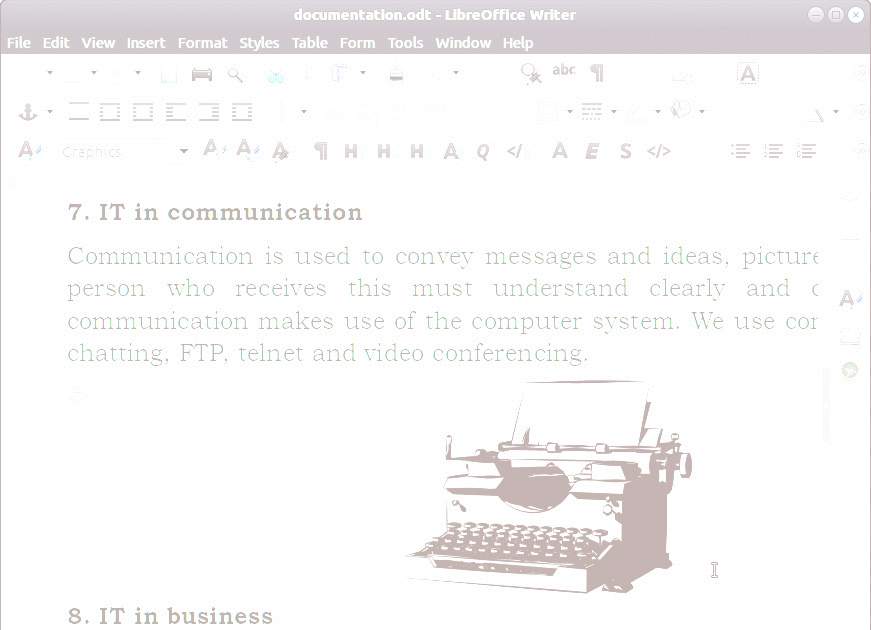 documentation.odt - LibreOffice Writer
File Edit View Insert Format Styles Table Form Tools Window Help
abc
Graphics
7. IT in communication
Communication is used to convey messages and ideas, picture
person who receives this must understand clearly and
communication makes use of the computer system. We use con
chatting, FTP, telnet and video conferencing.
8. IT in business